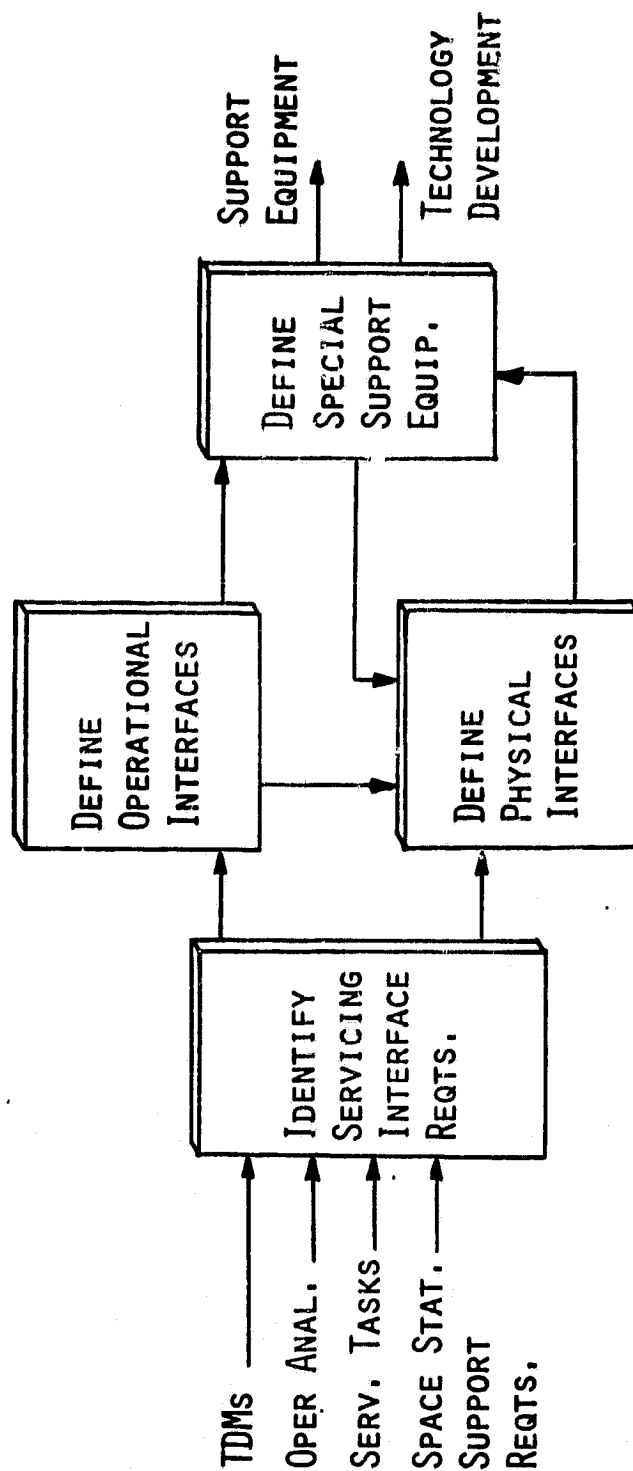 TDMs
OPER ANAL.
SERV. TASKS
SPACE STAT.
SUPPORT
REQTS.
IDENTIFY
SERVICING
INTERFACE
REQTS.
DEFINE
OPERATIONAL
INTERFACES
DEFINE
PHYSICAL
INTERFACES
DEFINE
SPECIAL
SUPPORT
EQUIP.
SUPPORT
EQUIPMENT
TECHNOLOGY
DEVELOPMENT